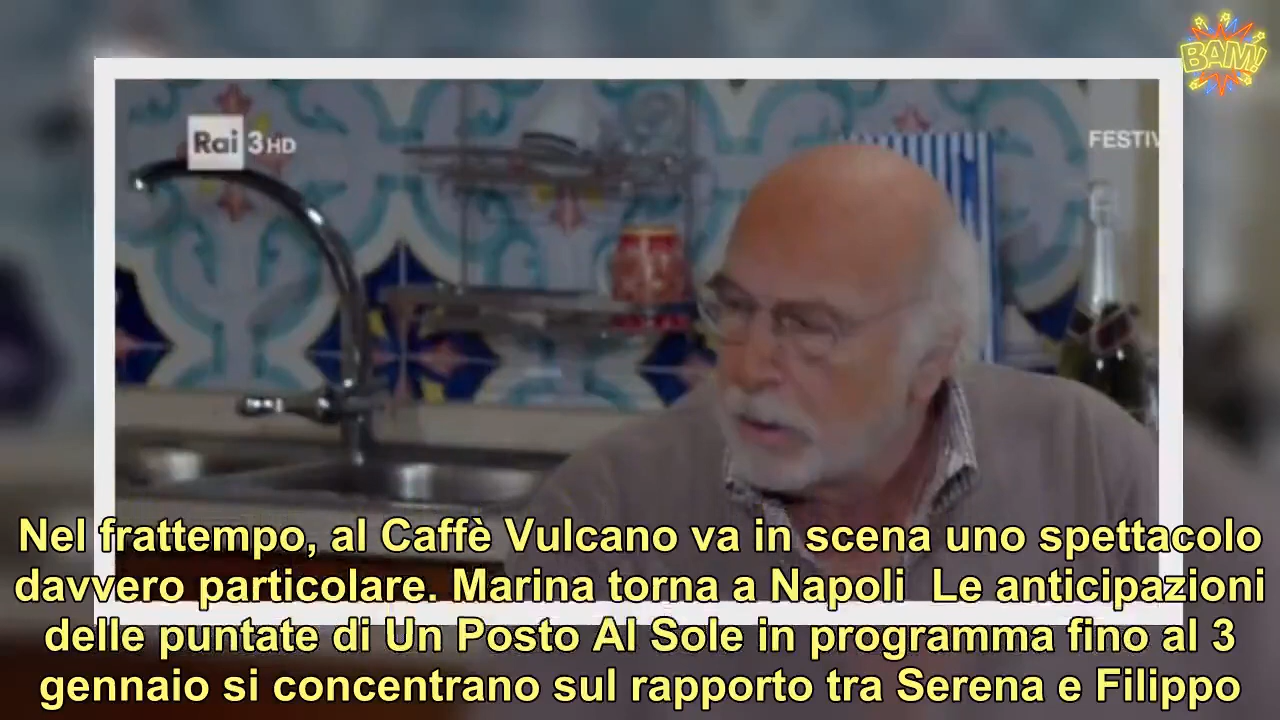 BAM!
Rai 3 HD
FESTIV
Nel frattempo, al Caffè Vulcano va in scena uno spettacolo
davvero particolare. Marina torna a Napoli  Le anticipazioni
delle puntate di Un Posto Al Sole in programma fino al 3
gennaio si concentrano sul rapporto tra Serena e Filippo